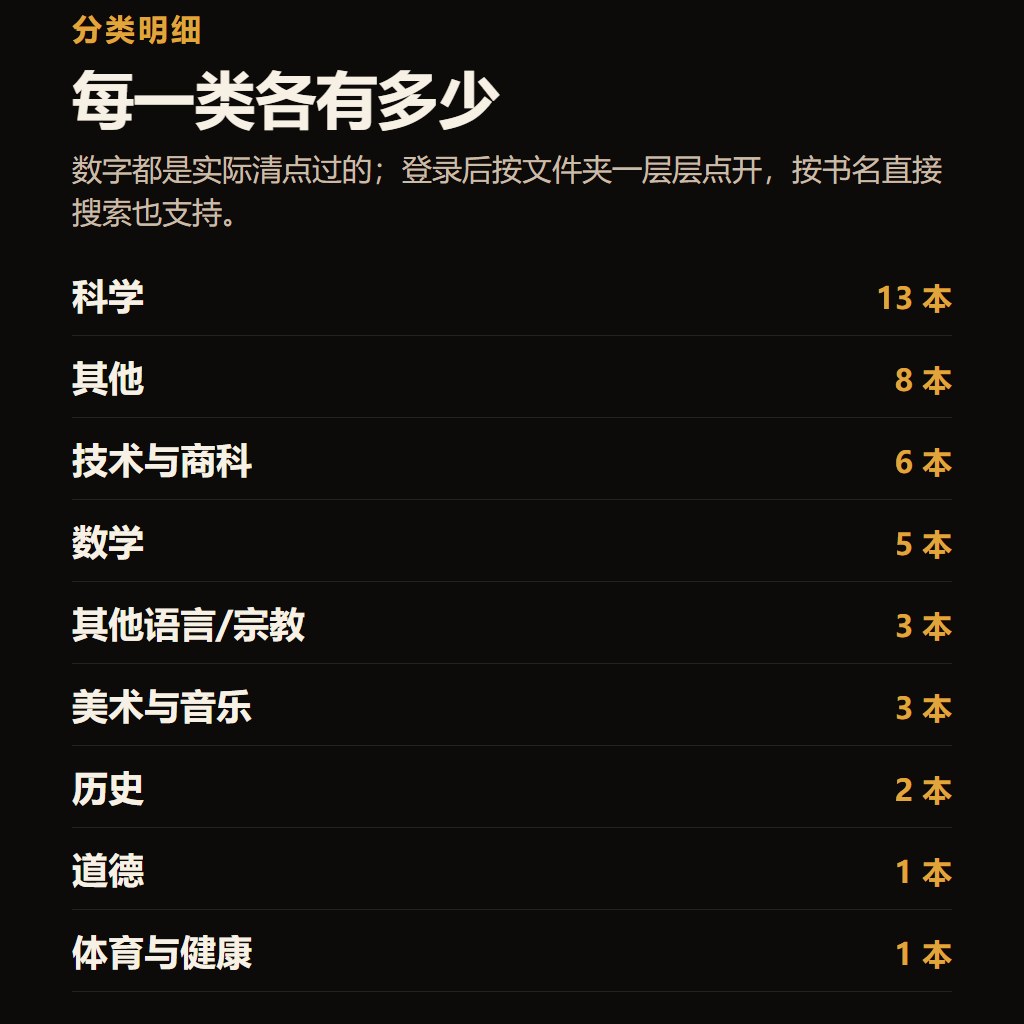 分类明细
每一类各有多少
数字都是实际清点过的；登录后按文件夹一层层点开，按书名直接
搜索也支持。
科学 13 本
其他 8 本
技术与商科 6 本
数学 5 本
其他语言/宗教 3 本
美术与音乐 3 本
历史 2 本
道德 1 本
体育与健康 1 本